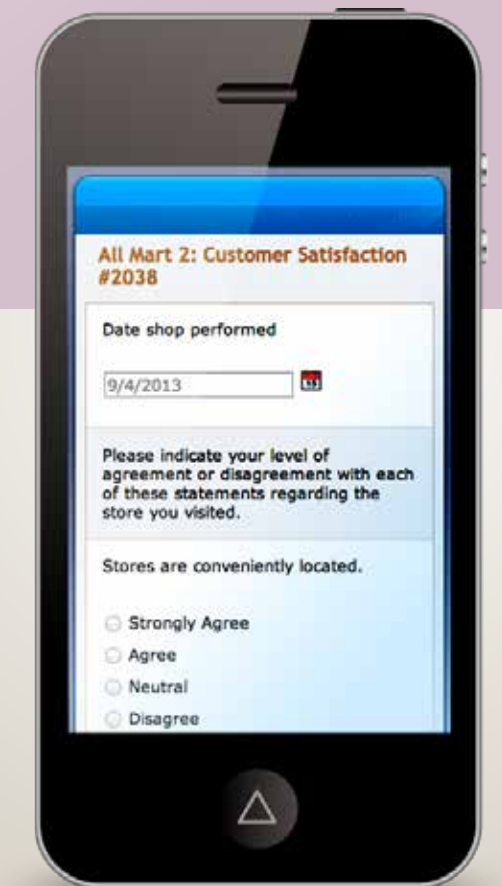 All Mart 2: Customer Satisfaction
#2038
Date shop performed
9/4/2013
Please indicate your level of
agreement or disagreement with each
of these statements regarding the
store you visited.
Stores are conveniently located.
Strongly Agree
Agree
Neutral
Disagree